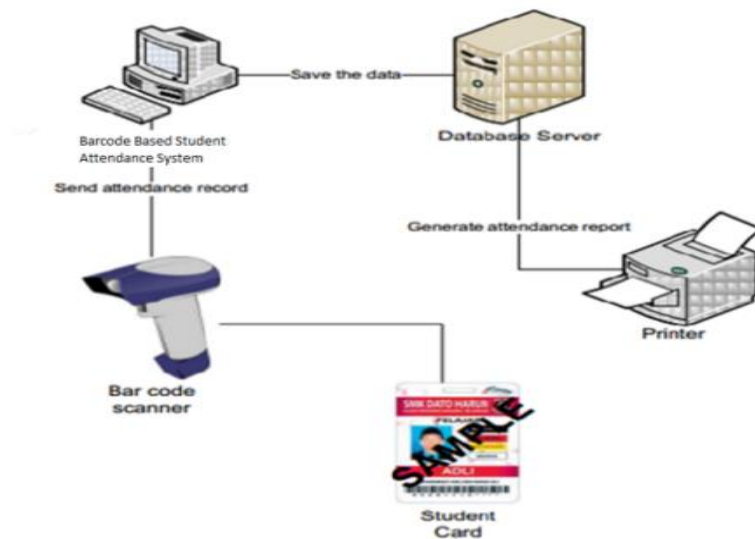 Save the data
Database Server
Barcode Based Student
Attendance System
Send attendance record
Generate attendance report
Printer
Bar code
scanner
SMK DATO HARUN
PELAJAR
SAMPLE
ADLI
Student
Card